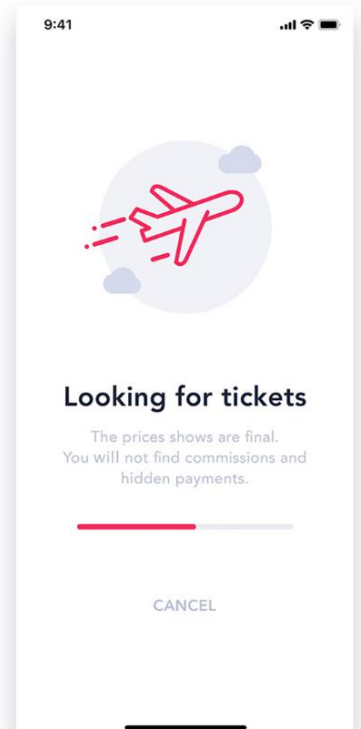 9:41
Looking for tickets
The prices shows are final.
You will not find commissions and
hidden payments.
CANCEL